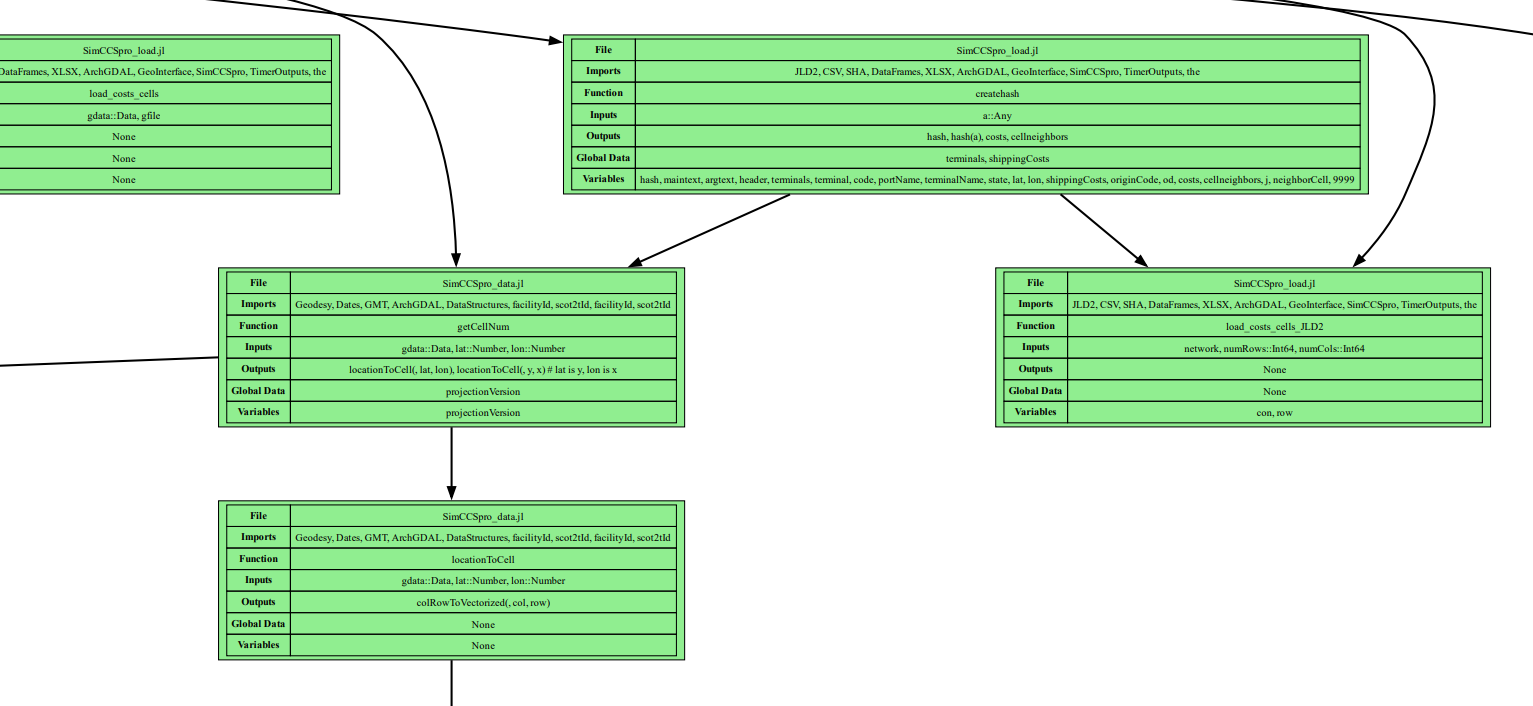 SimCCSpro_load.jl
DataFrames, XLSX, ArchGDAL, GeoInterface, SimCCSpro, TimerOutputs, the
load_costs_cells
gdata::Data, gfile
None
None
None
File SimCCSpro_load.jl
Imports JLD2, CSV, SHA, DataFrames, XLSX, ArchGDAL, GeoInterface, SimCCSpro, TimerOutputs, the
Function createhash
Inputs a::Any
Outputs hash, hash(a), costs, cellneighbors
Global Data terminals, shippingCosts
Variables hash, maintext, argtext, header, terminals, terminal, code, portName, terminalName, state, lat, lon, shippingCosts, originCode, od, costs, cellneighbors, j, neighborCell, 9999
File SimCCSpro_data.jl
Imports Geodesy, Dates, GMT, ArchGDAL, DataStructures, facilityId, scot2tId, facilityId, scot2tId
Function getCellNum
Inputs gdata::Data, lat::Number, lon::Number
Outputs locationToCell(, lat, lon), locationToCell(, y, x) # lat is y, lon is x
Global Data projectionVersion
Variables projectionVersion
File SimCCSpro_load.jl
Imports JLD2, CSV, SHA, DataFrames, XLSX, ArchGDAL, GeoInterface, SimCCSpro, TimerOutputs, the
Function load_costs_cells_JLD2
Inputs network, numRows::Int64, numCols::Int64
Outputs None
Global Data None
Variables con, row
File SimCCSpro_data.jl
Imports Geodesy, Dates, GMT, ArchGDAL, DataStructures, facilityId, scot2tId, facilityId, scot2tId
Function locationToCell
Inputs gdata::Data, lat::Number, lon::Number
Outputs colRowToVectorized(, col, row)
Global Data None
Variables None